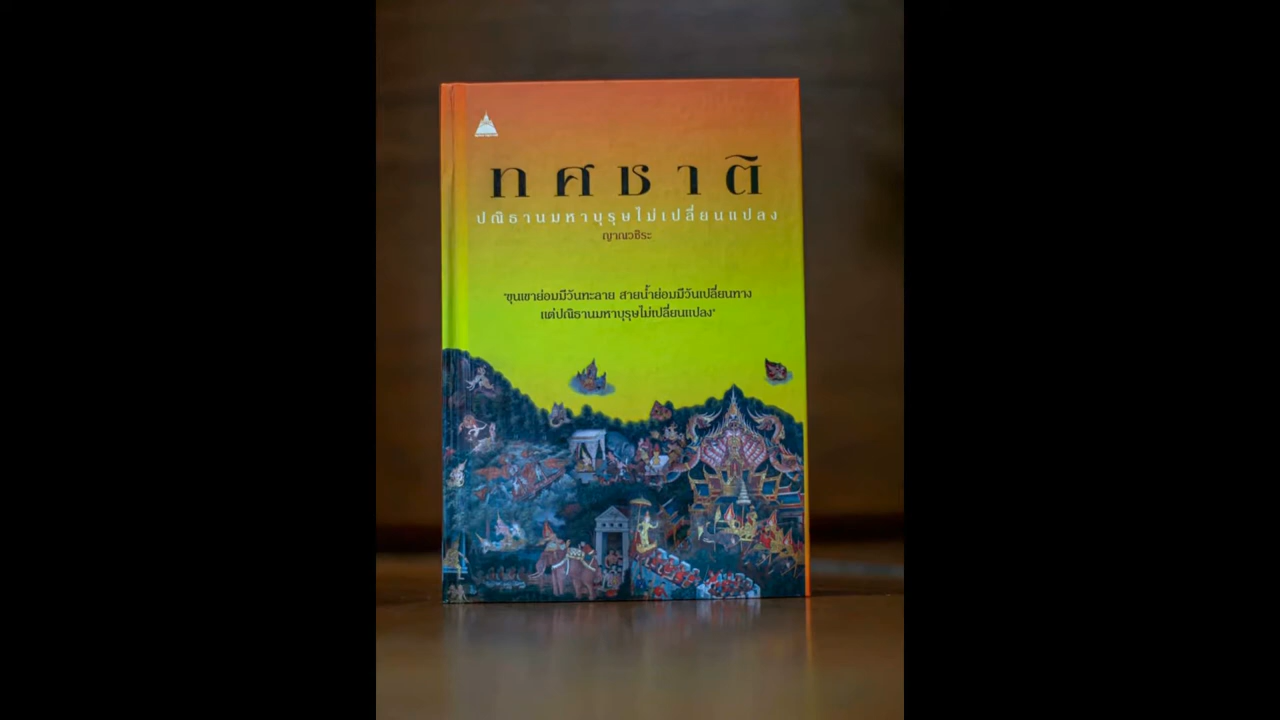 ทศชาติ
ปณิธานมหาบุรุษไม่เปลี่ยนแปลง
ญาณวชิระ
"ขุนเขาย่อมมีวันทะลาย สายน้ำย่อมมีวันเปลี่ยนทาง
แต่ปณิธานมหาบุรุษไม่เปลี่ยนแปลง"